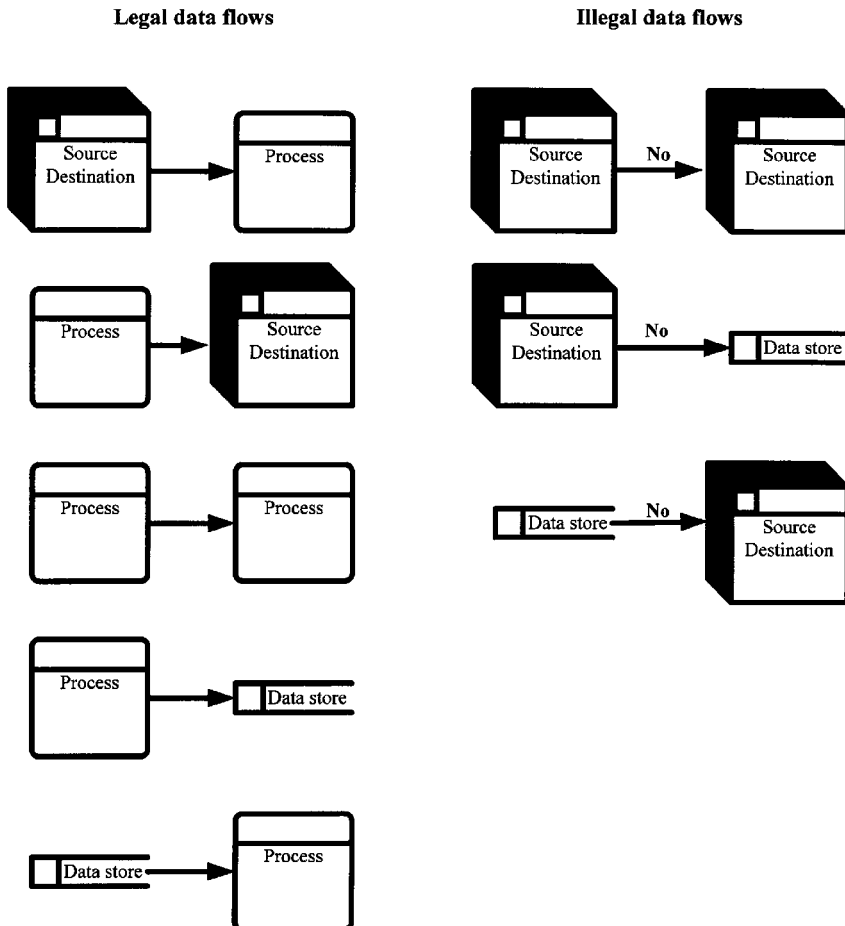 Legal data flows
Source
Destination
Process
Process
Source
Destination
Process
Process
Process
Data store
Data store
Process
Illegal data flows
Source
Destination
No
Source
Destination
Source
Destination
No
Data store
Data store
No
Source
Destination